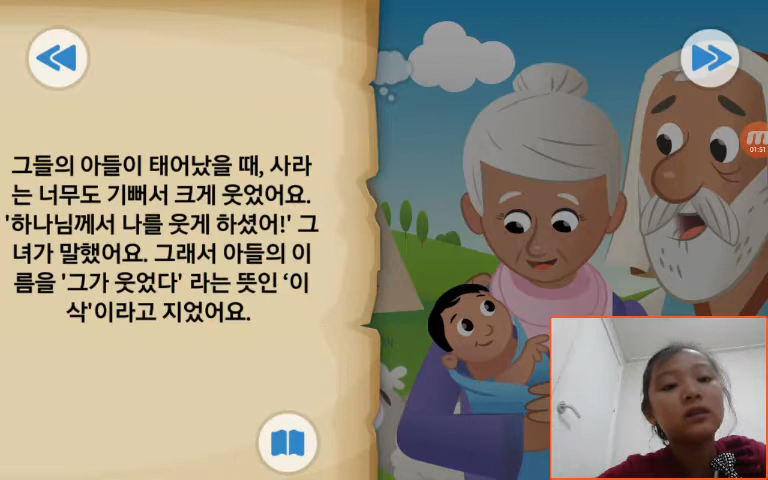 그들의 아들이 태어났을 때, 사라
는 너무도 기뻐서 크게 웃었어요.
'하나님께서 나를 웃게 하셨어!' 그
녀가 말했어요. 그래서 아들의 이
름을 '그가 웃었다' 라는 뜻인 ‘이
삭'이라고 지었어요.
01:51